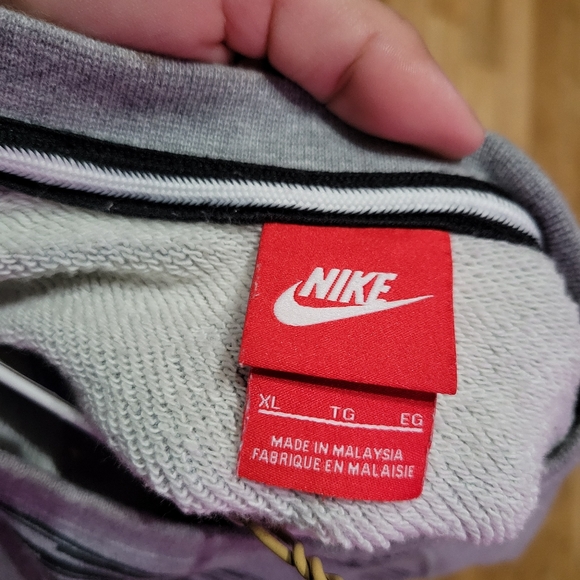 NIKE
XL TG EG
MADE IN MALAYSIA
FABRIQUE EN MALAISIE